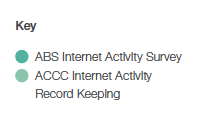 Key
ABS Internet Activity Survey
ACCC Internet Activity
Record Keeping